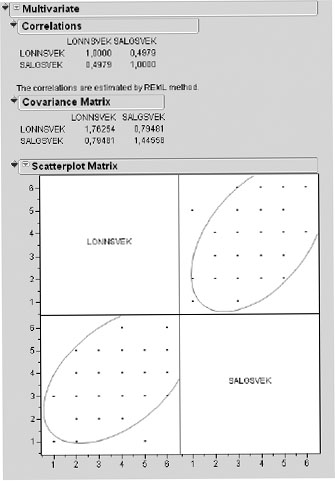 Multivariate
Correlations
LONNSVEK SALGSVEK
LONNSVEK 1,0000 0,4979
SALGSVEK 0,4979 1,0000
The correlations are estimated by REML method.
Covariance Matrix
LONNSVEK SALGSVEK
LONNSVEK 1,76254 0,79481
SALGSVEK 0,79481 1,44558
Scatterplot Matrix
6
5
4
3
2
1
LONNSVEK
6
5
4
3
2
1
SALGSVEK
1 2 3 4 5 6 1 2 3 4 5 6